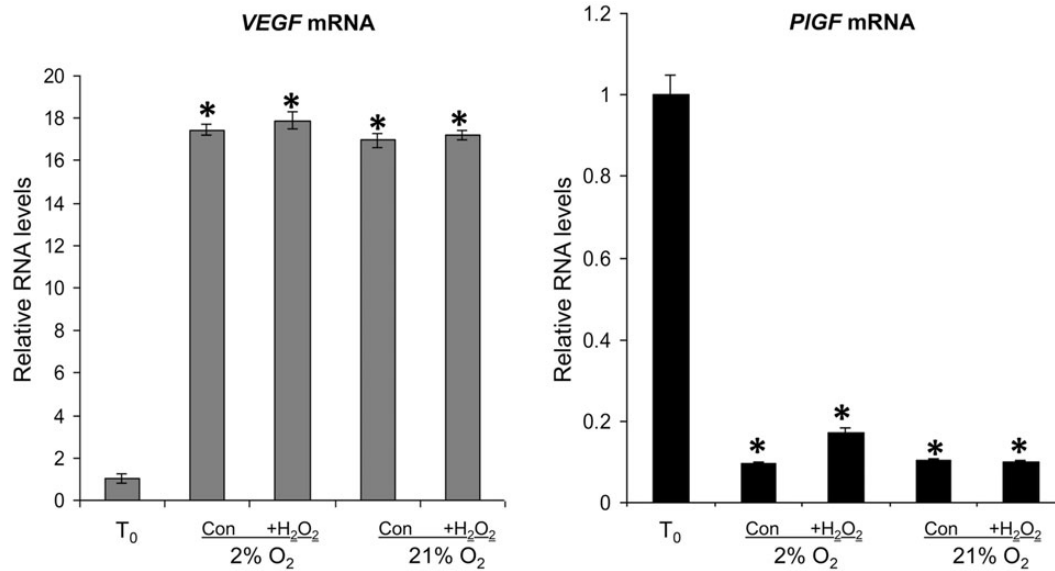 VEGF mRNA
Relative RNA levels
20
18
16
14
12
10
8
6
4
2
0
* * * *
T₀ Con +H₂O₂ Con +H₂O₂
2% O₂ 21% O₂
PlGF mRNA
Relative RNA levels
1.2
1
0.8
0.6
0.4
0.2
0
* * * *
T₀ Con +H₂O₂ Con +H₂O₂
2% O₂ 21% O₂